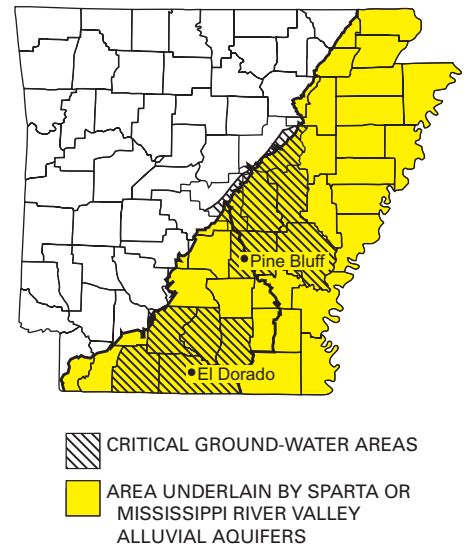 Pine Bluff
El Dorado
CRITICAL GROUND-WATER AREAS
AREA UNDERLAIN BY SPARTA OR
MISSISSIPPI RIVER VALLEY
ALLUVIAL AQUIFERS